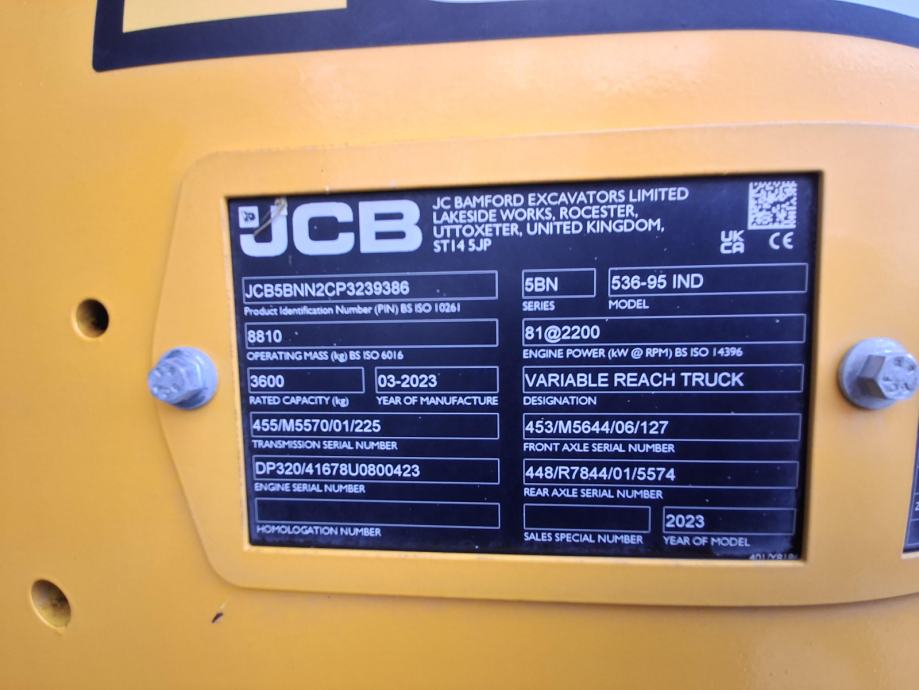 JCB
JC BAMFORD EXCAVATORS LIMITED
LAKESIDE WORKS, ROCESTER,
UTTOXETER, UNITED KINGDOM,
ST14 5JP
UK
CA
CE
JCB5BNN2CP3239386
Product Identification Number (PIN) BS ISO 10261
5BN
SERIES
536-95 IND
MODEL
8810
OPERATING MASS (kg) BS ISO 6016
81@2200
ENGINE POWER (kW @ RPM) BS ISO 14396
3600
RATED CAPACITY (kg)
03-2023
YEAR OF MANUFACTURE
VARIABLE REACH TRUCK
DESIGNATION
455/M5570/01/225
TRANSMISSION SERIAL NUMBER
453/M5644/06/127
FRONT AXLE SERIAL NUMBER
DP320/41678U0800423
ENGINE SERIAL NUMBER
448/R7844/01/5574
REAR AXLE SERIAL NUMBER
HOMOLOGATION NUMBER
SALES SPECIAL NUMBER
2023
YEAR OF MODEL